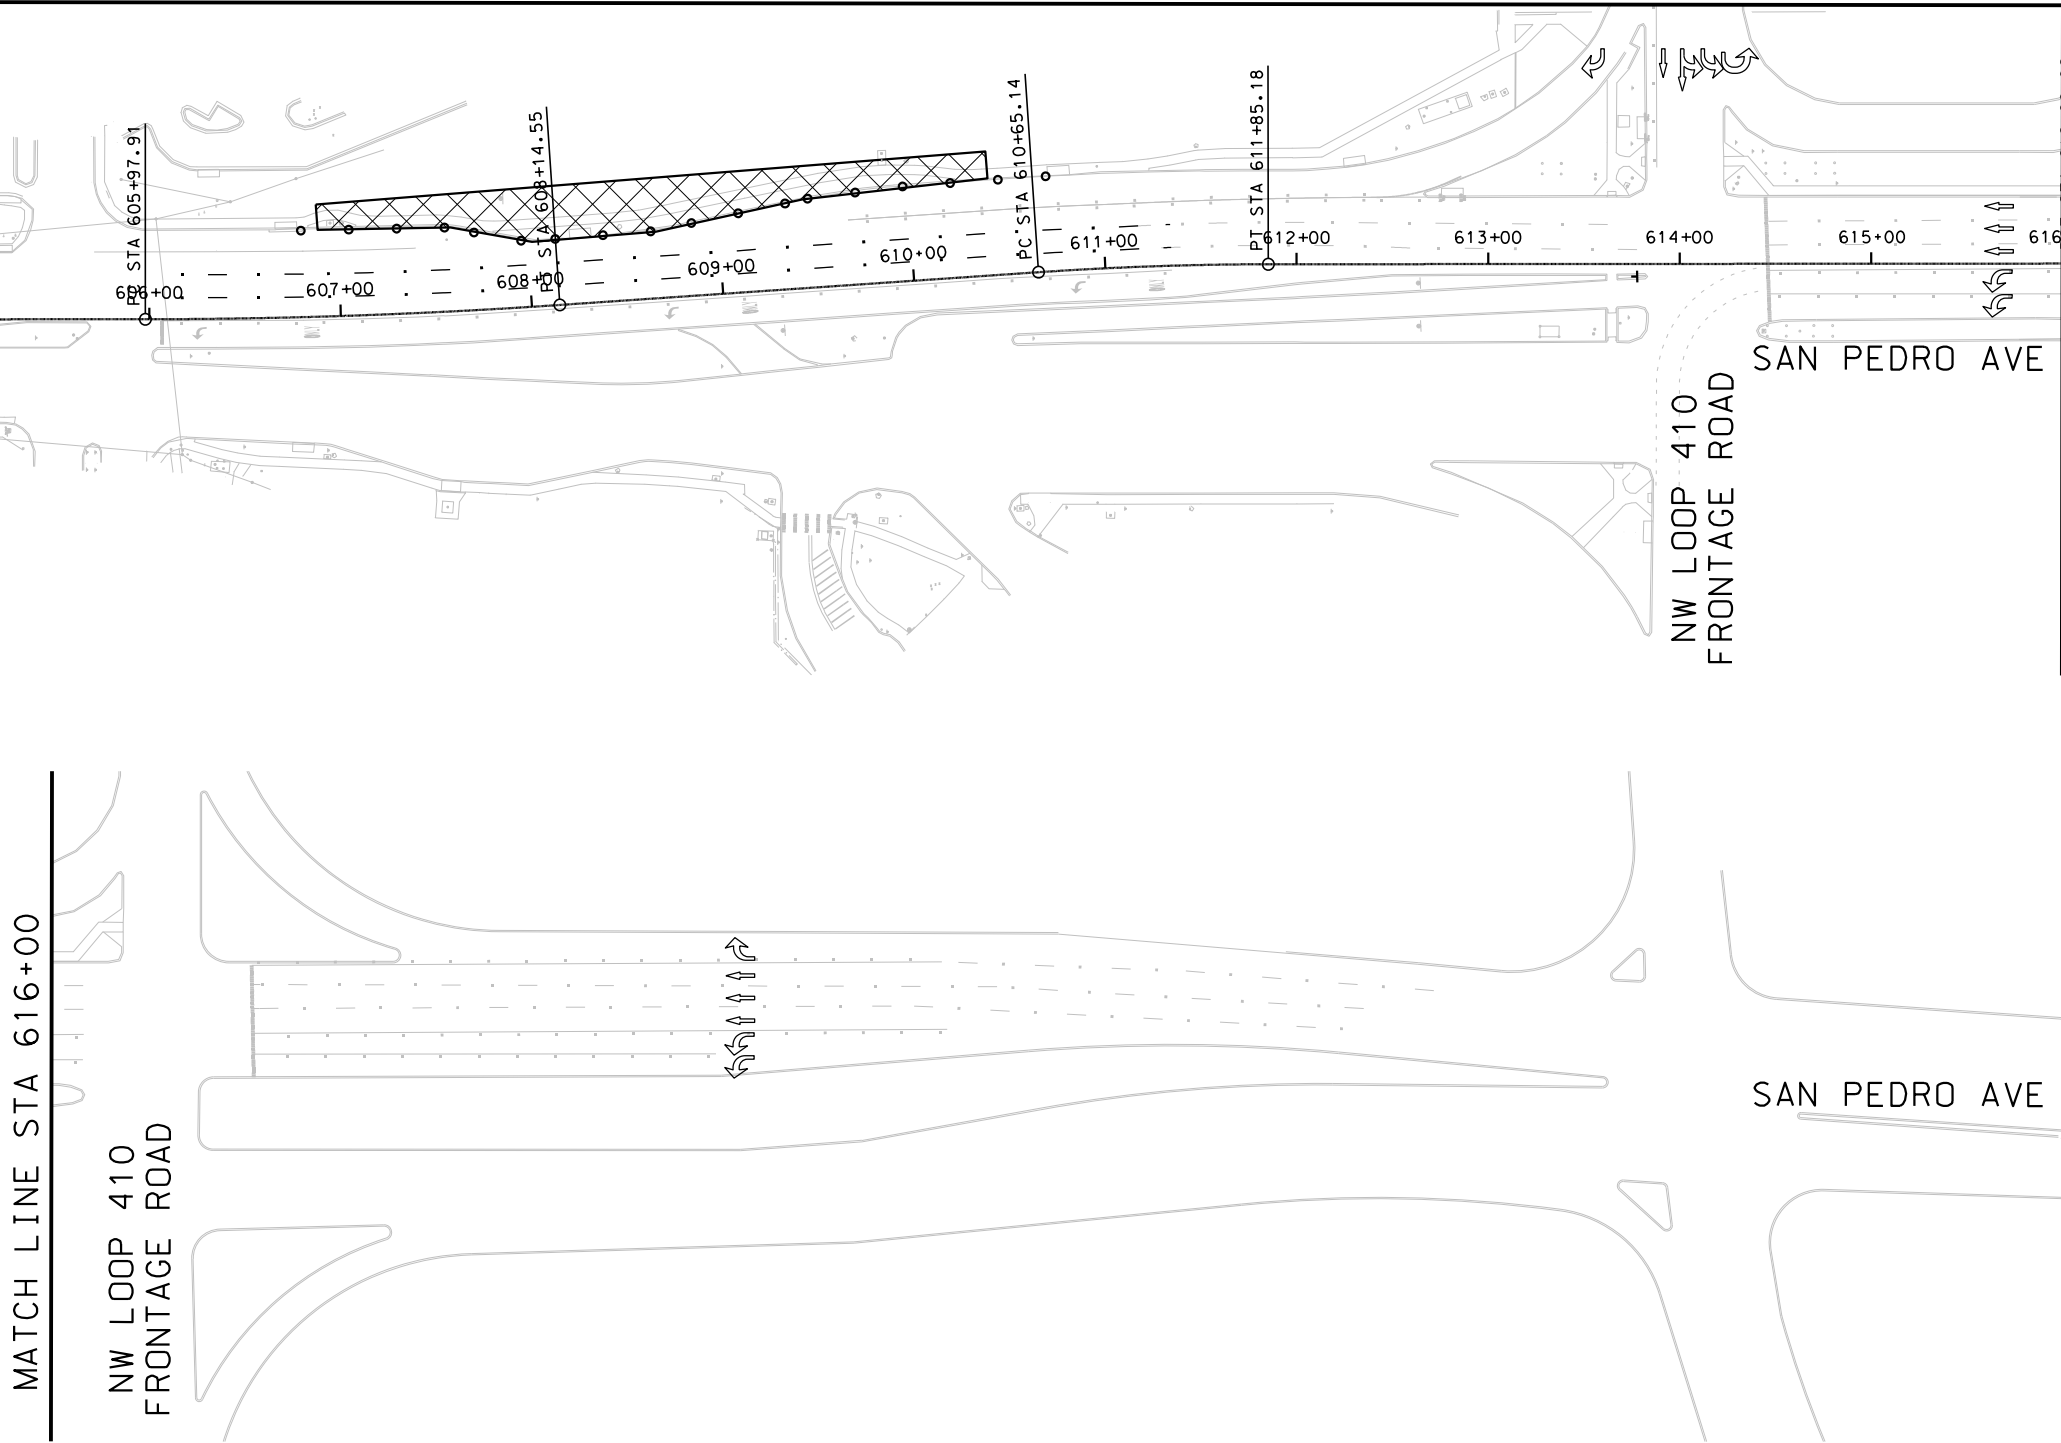 PC STA 605+97.91
PT STA 608+14.55
PC STA 610+65.14
PT STA 611+85.18
606+00
607+00
608+00
609+00
610+00
611+00
612+00
613+00
614+00
615+00
616
SAN PEDRO AVE
NW LOOP 410
FRONTAGE ROAD
MATCH LINE STA 616+00
NW LOOP 410
FRONTAGE ROAD
SAN PEDRO AVE